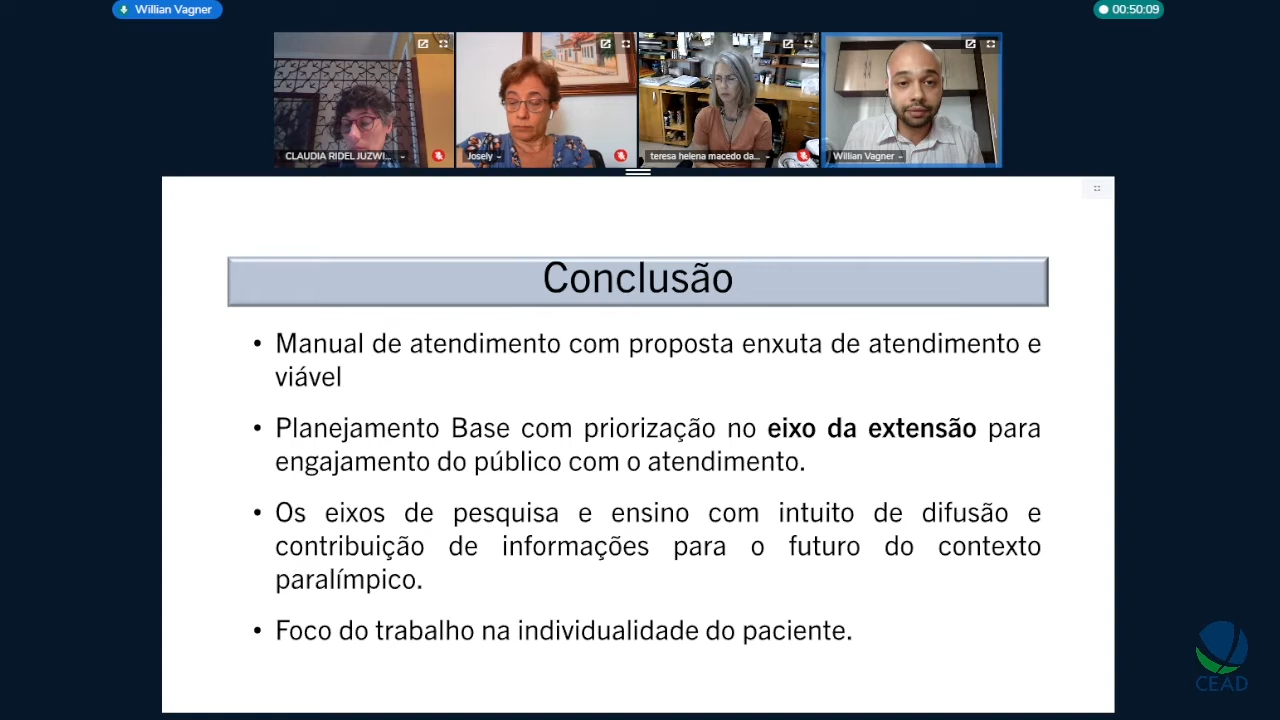 Willian Vagner
00:50:09
CLAUDIA RIDEL JUZWI...
Josely
teresa helena macedo da...
Willian Vagner
Conclusão
• Manual de atendimento com proposta enxuta de atendimento e
viável
• Planejamento Base com priorização no eixo da extensão para
engajamento do público com o atendimento.
• Os eixos de pesquisa e ensino com intuito de difusão e
contribuição de informações para o futuro do contexto
paralímpico.
• Foco do trabalho na individualidade do paciente.
CEAD